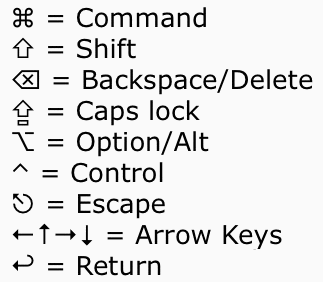 ⌘ = Command
⇧ = Shift
⌫ = Backspace/Delete
⇪ = Caps lock
⌥ = Option/Alt
⌃ = Control
⎋ = Escape
←↑→↓ = Arrow Keys
↩ = Return